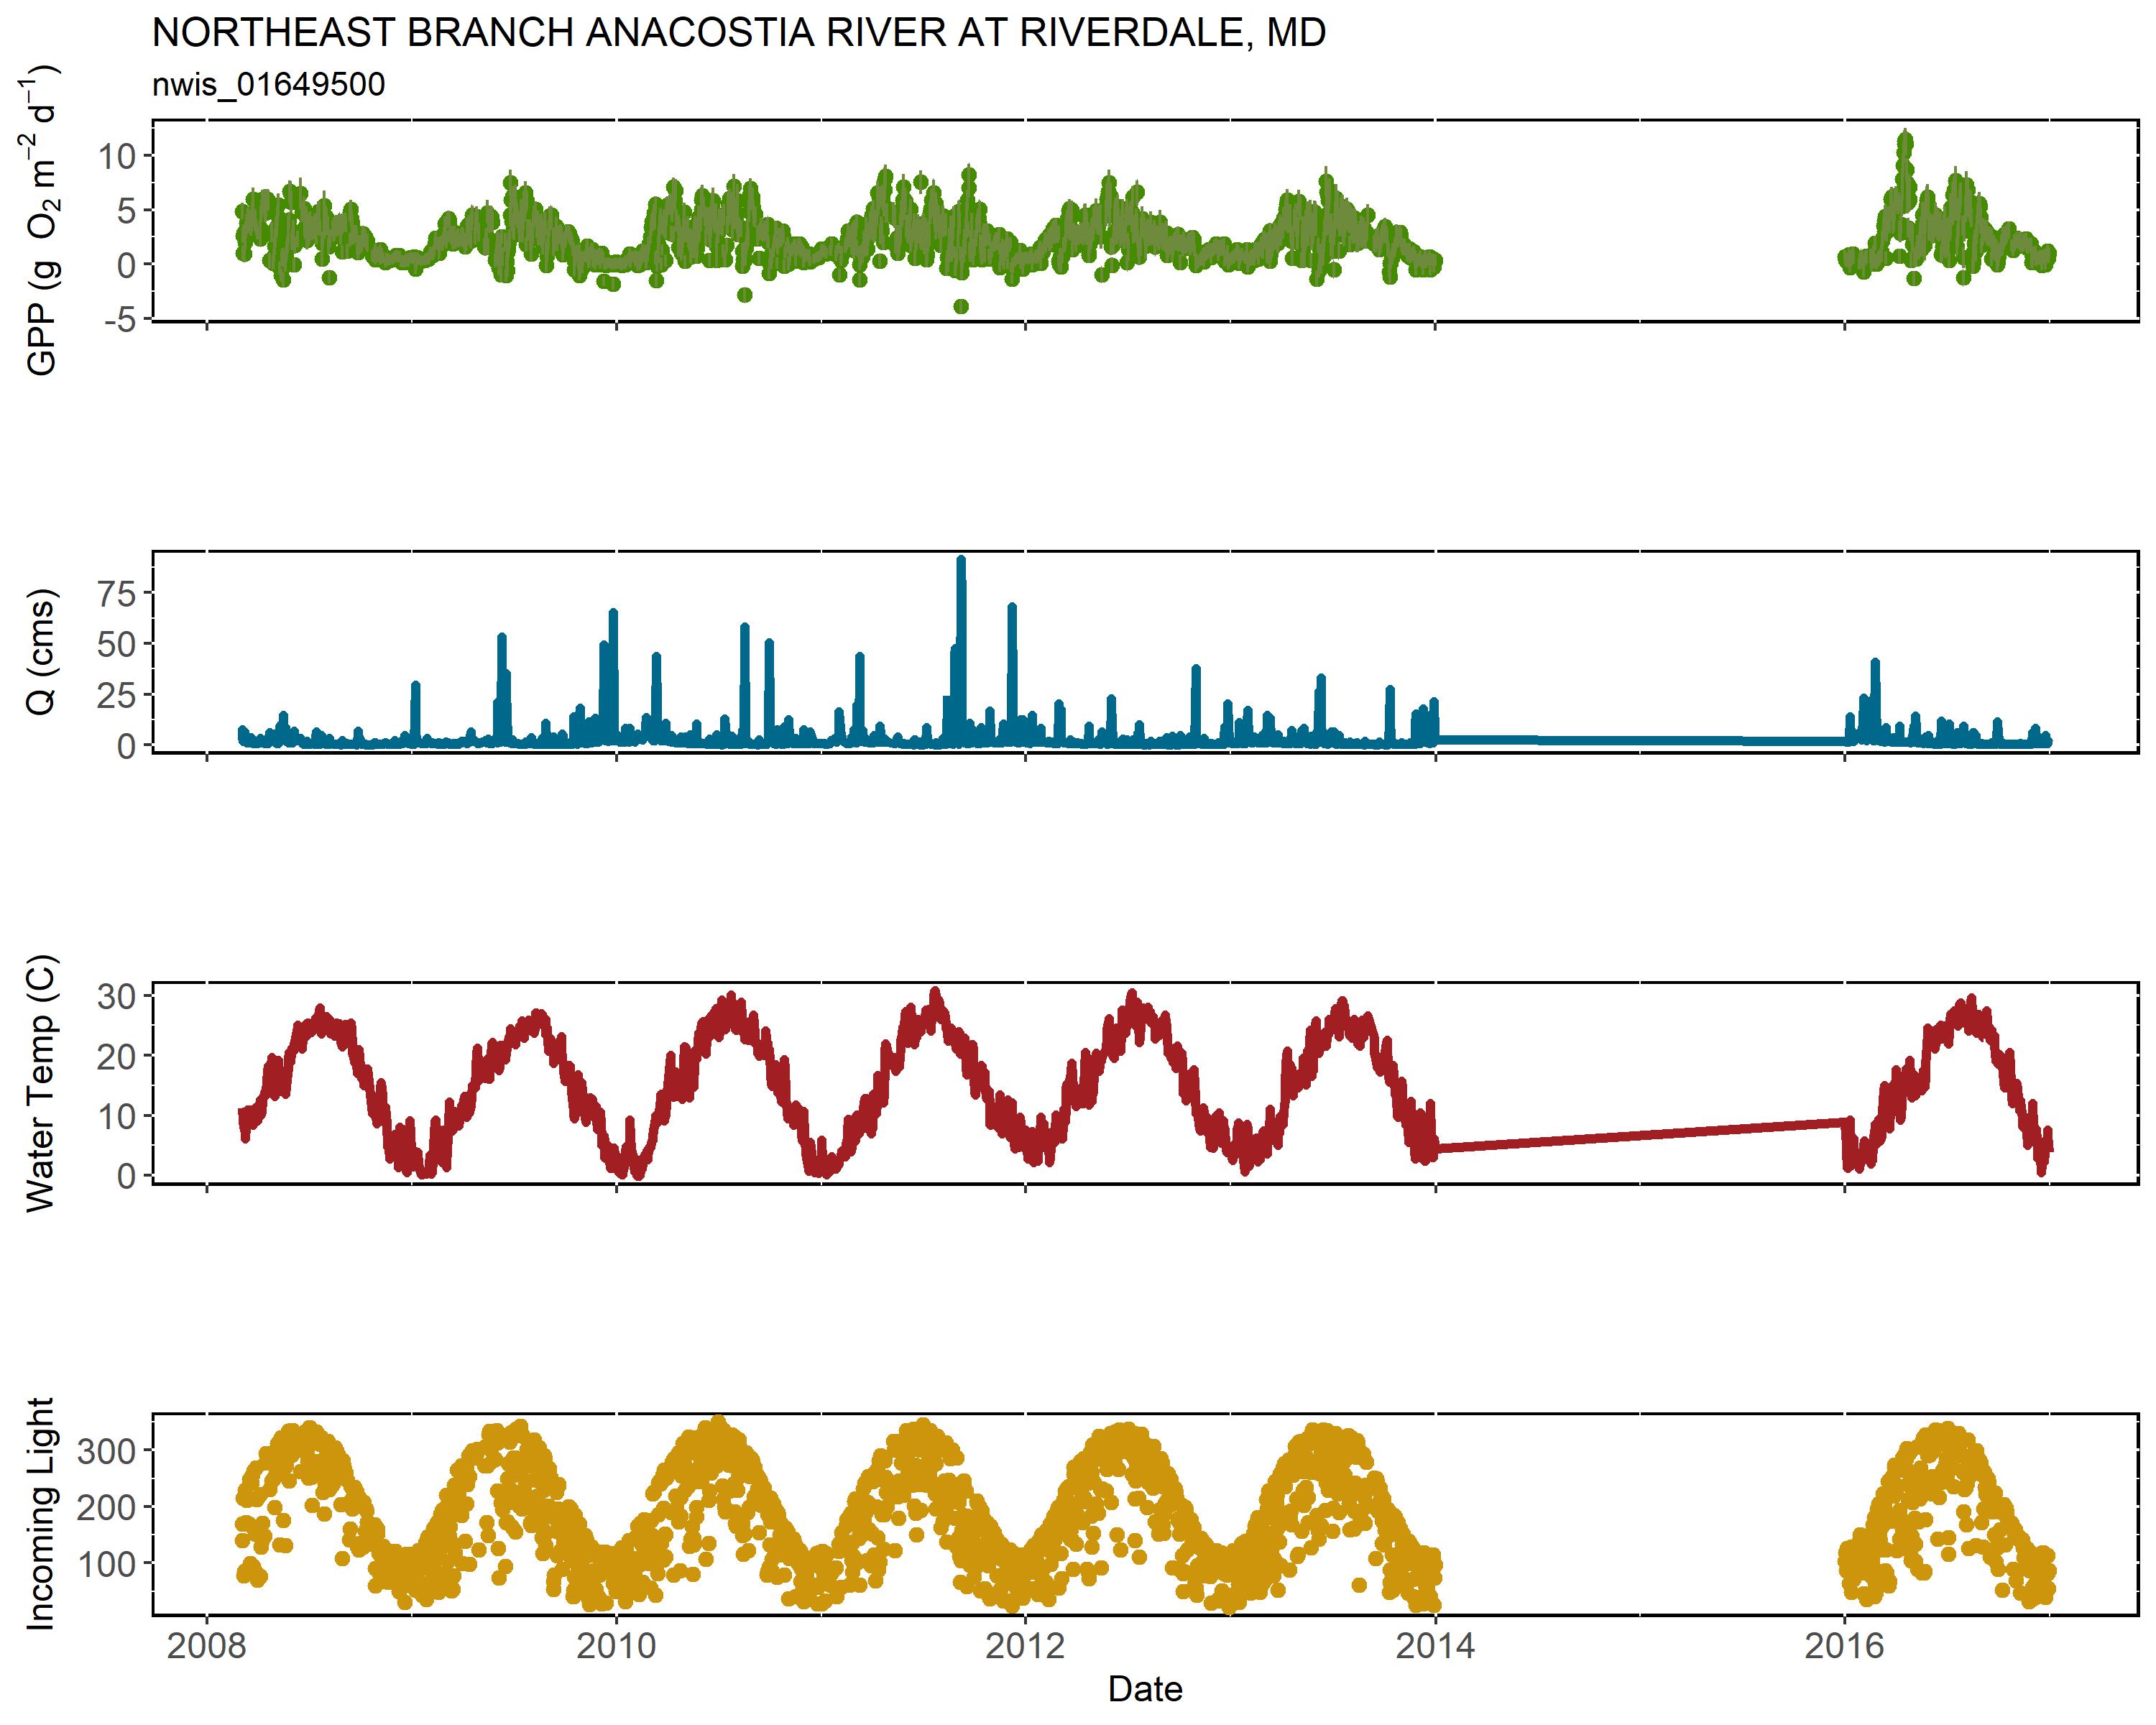 NORTHEAST BRANCH ANACOSTIA RIVER AT RIVERDALE, MD
nwis_01649500
GPP (g O₂ m⁻² d⁻¹)
10
5
0
-5
Q (cms)
75
50
25
0
Water Temp (C)
30
20
10
0
Incoming Light
300
200
100
2008 2010 2012 2014 2016
Date